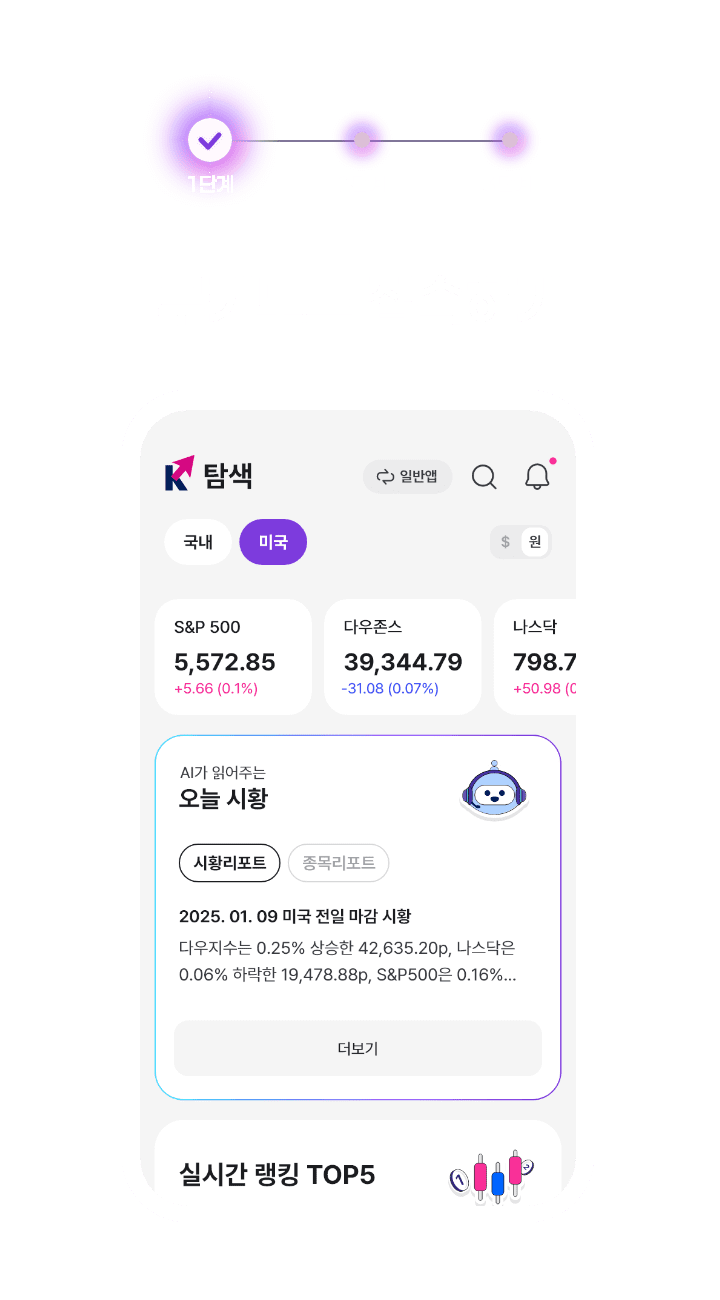 1단계
탐색
일반앱
국내 미국 $ 원
S&P 500 다우존스 나스닥
5,572.85 39,344.79 798.7
+5.66 (0.1%) -31.08 (0.07%) +50.98 (0
AI가 읽어주는
오늘 시황
시황리포트 종목리포트
2025. 01. 09 미국 전일 마감 시황
다우지수는 0.25% 상승한 42,635.20p, 나스닥은
0.06% 하락한 19,478.88p, S&P500은 0.16%...
더보기
실시간 랭킹 TOP5